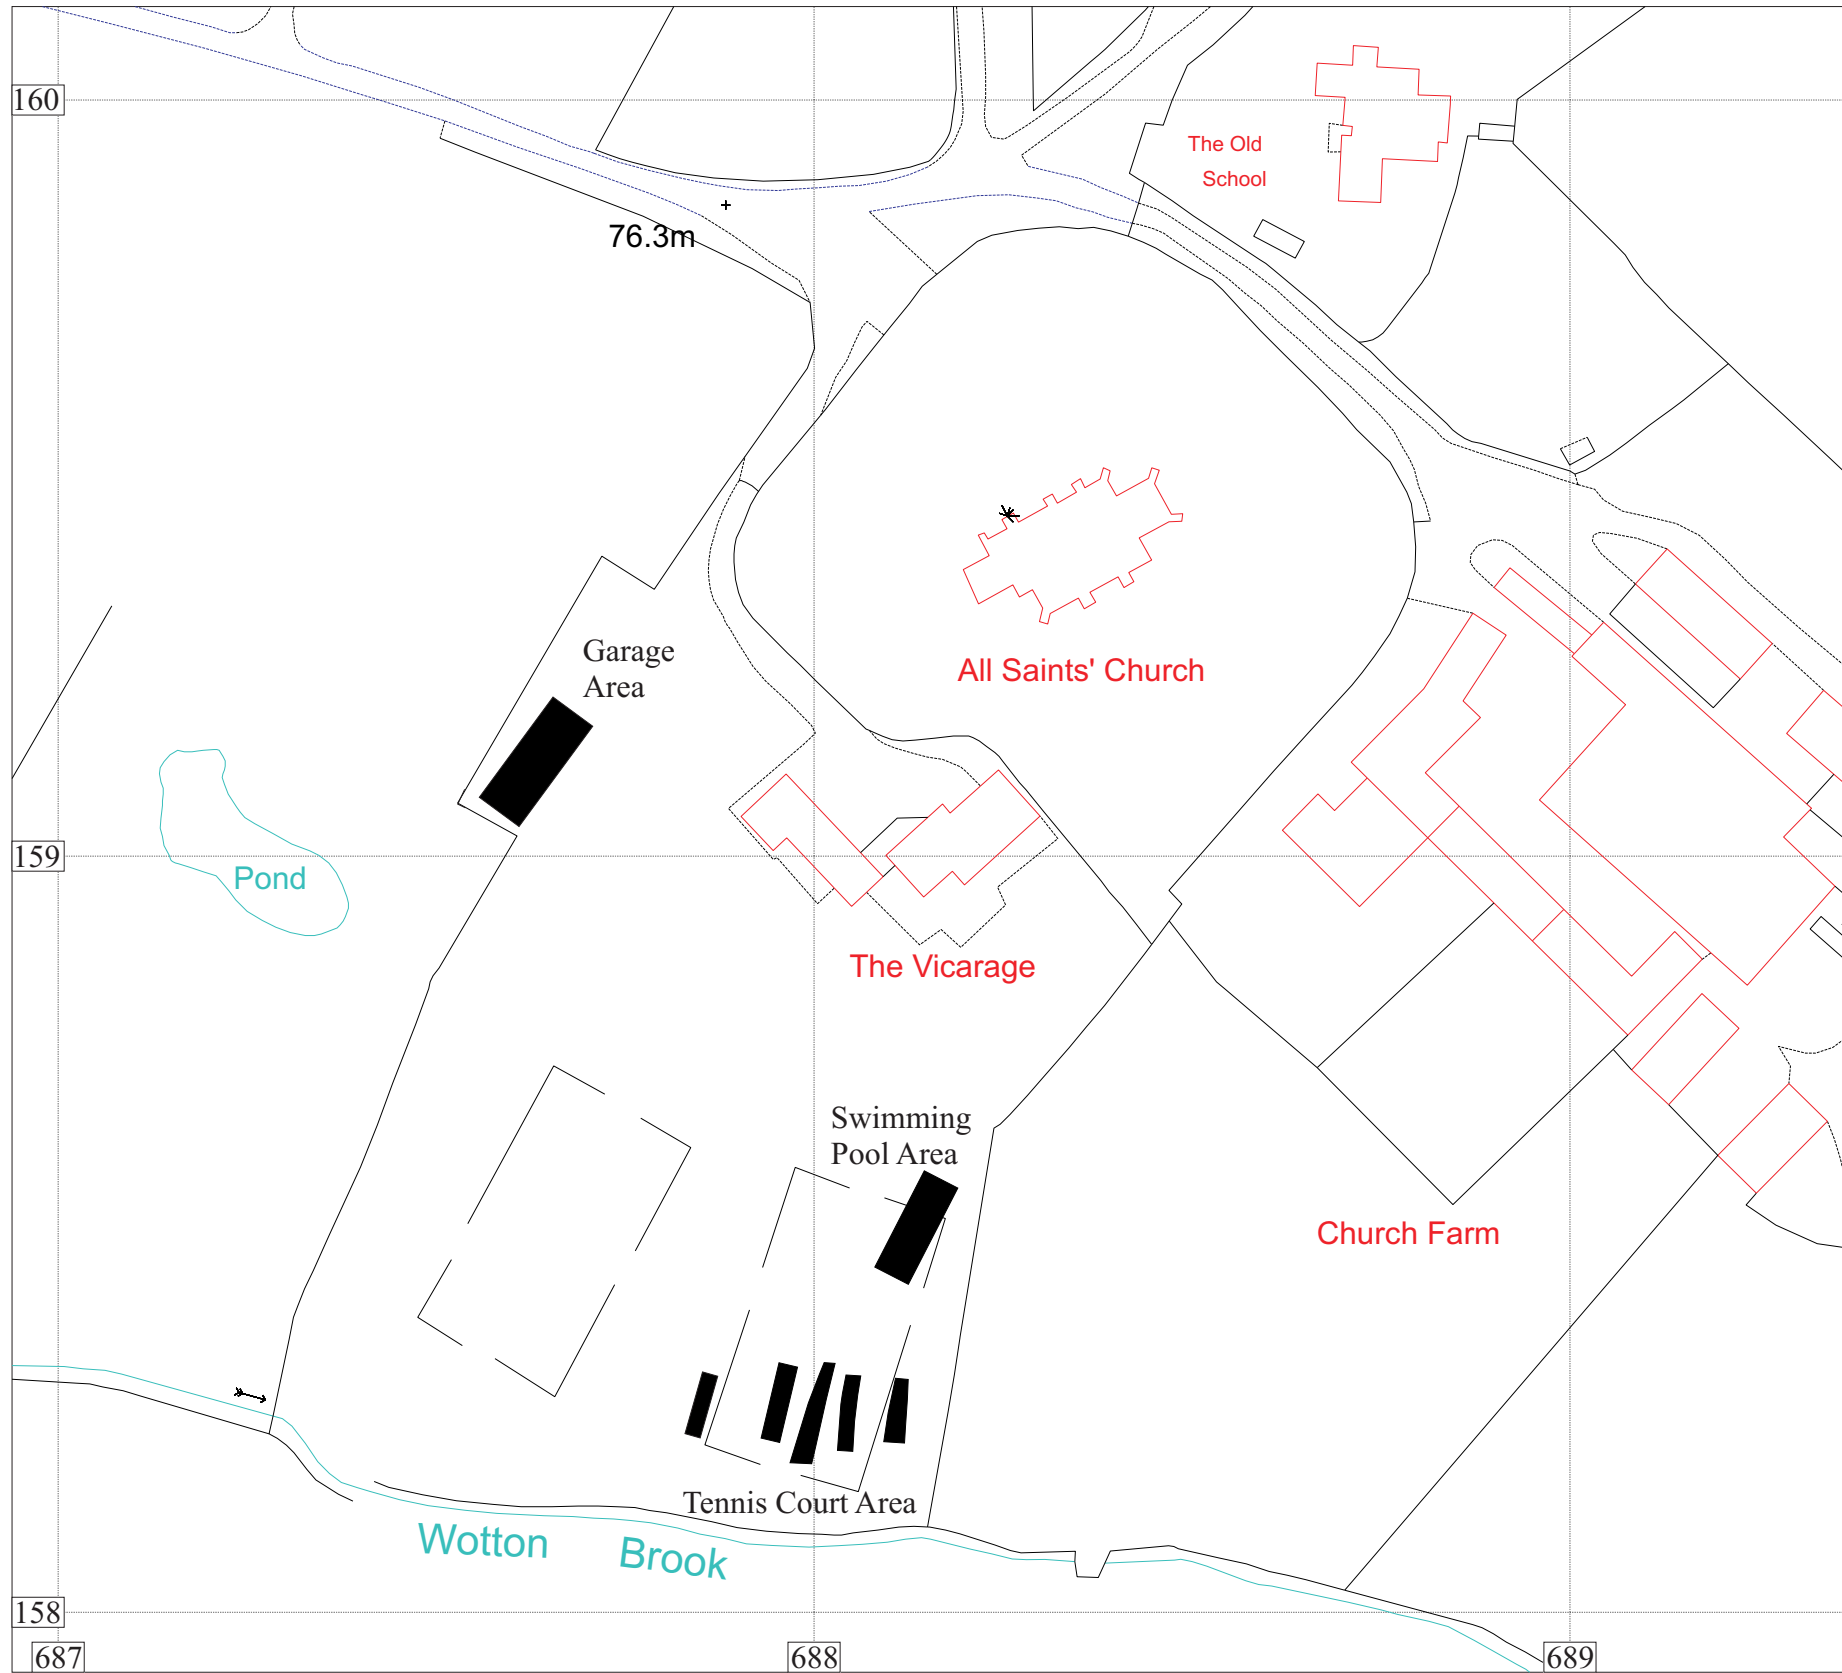 160
The Old
School
76.3m
Garage
Area
All Saints' Church
159
Pond
The Vicarage
Swimming
Pool Area
Church Farm
Tennis Court Area
Wotton Brook
158
687
688
689